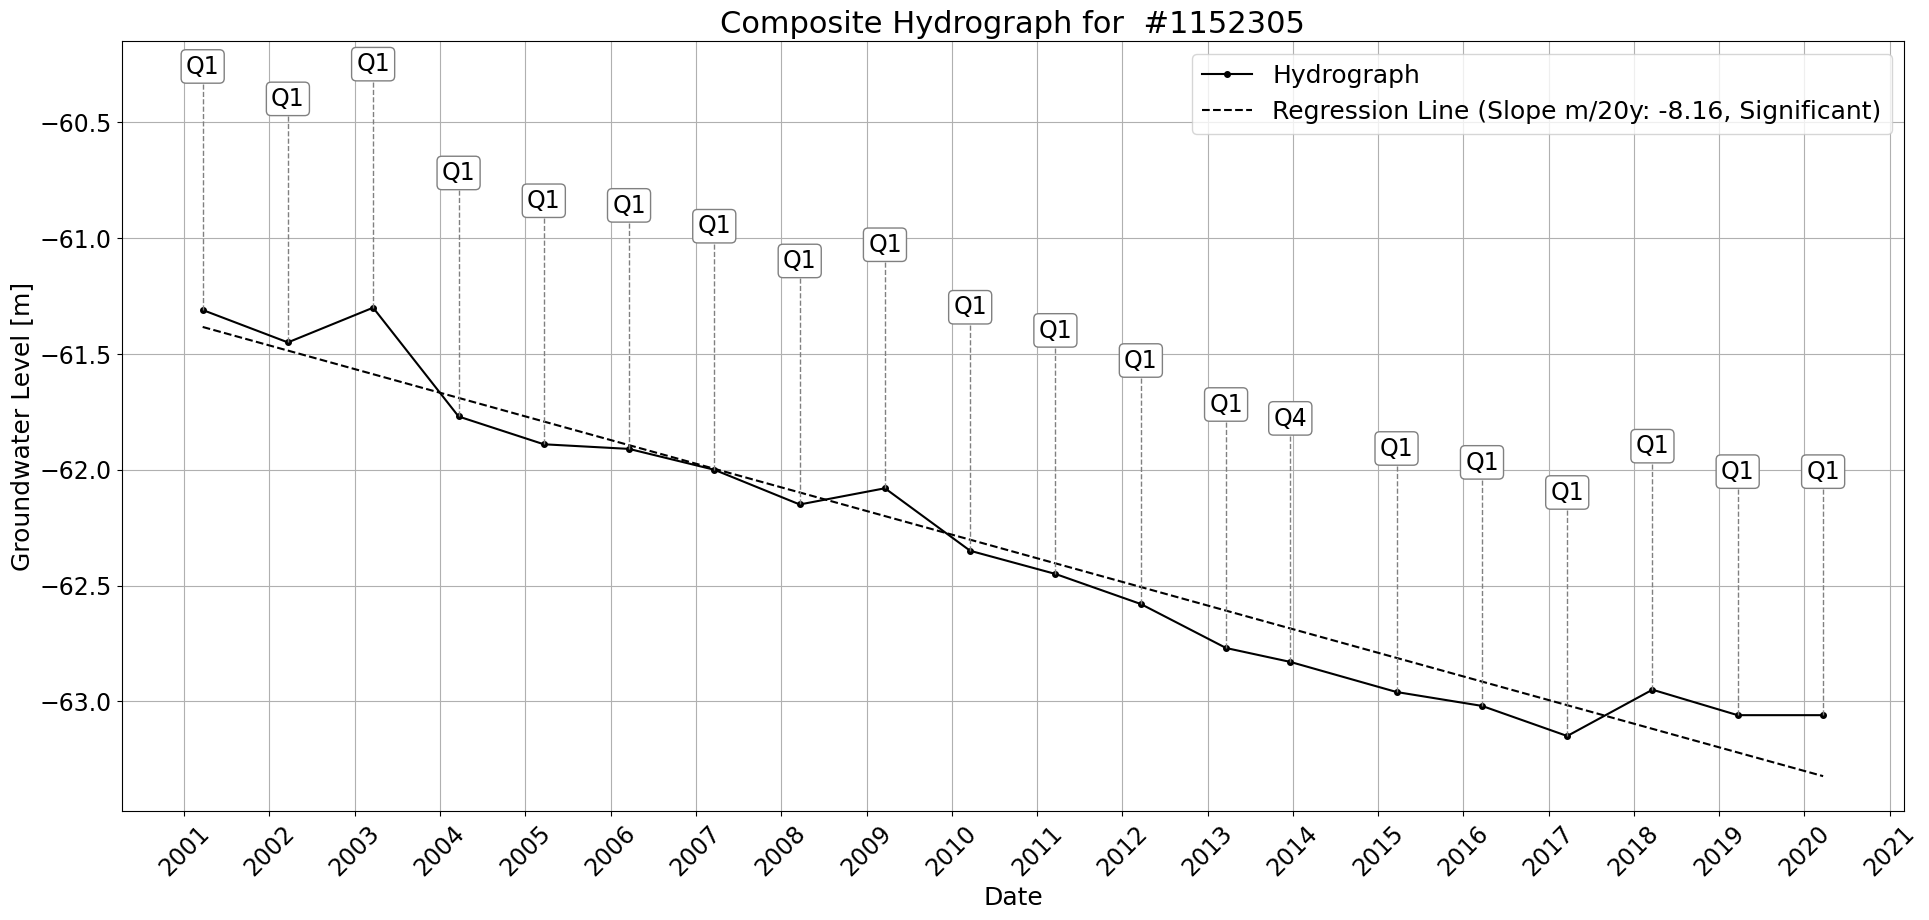 Composite Hydrograph for  #1152305
Hydrograph
Regression Line (Slope m/20y: -8.16, Significant)
Q1
Q1
Q1
Q1
Q1
Q1
Q1
Q1
Q1
Q1
Q1
Q1
Q1
Q4
Q1
Q1
Q1
Q1
Q1
Q1
Groundwater Level [m]
−60.5
−61.0
−61.5
−62.0
−62.5
−63.0
2001
2002
2003
2004
2005
2006
2007
2008
2009
2010
2011
2012
2013
2014
2015
2016
2017
2018
2019
2020
2021
Date